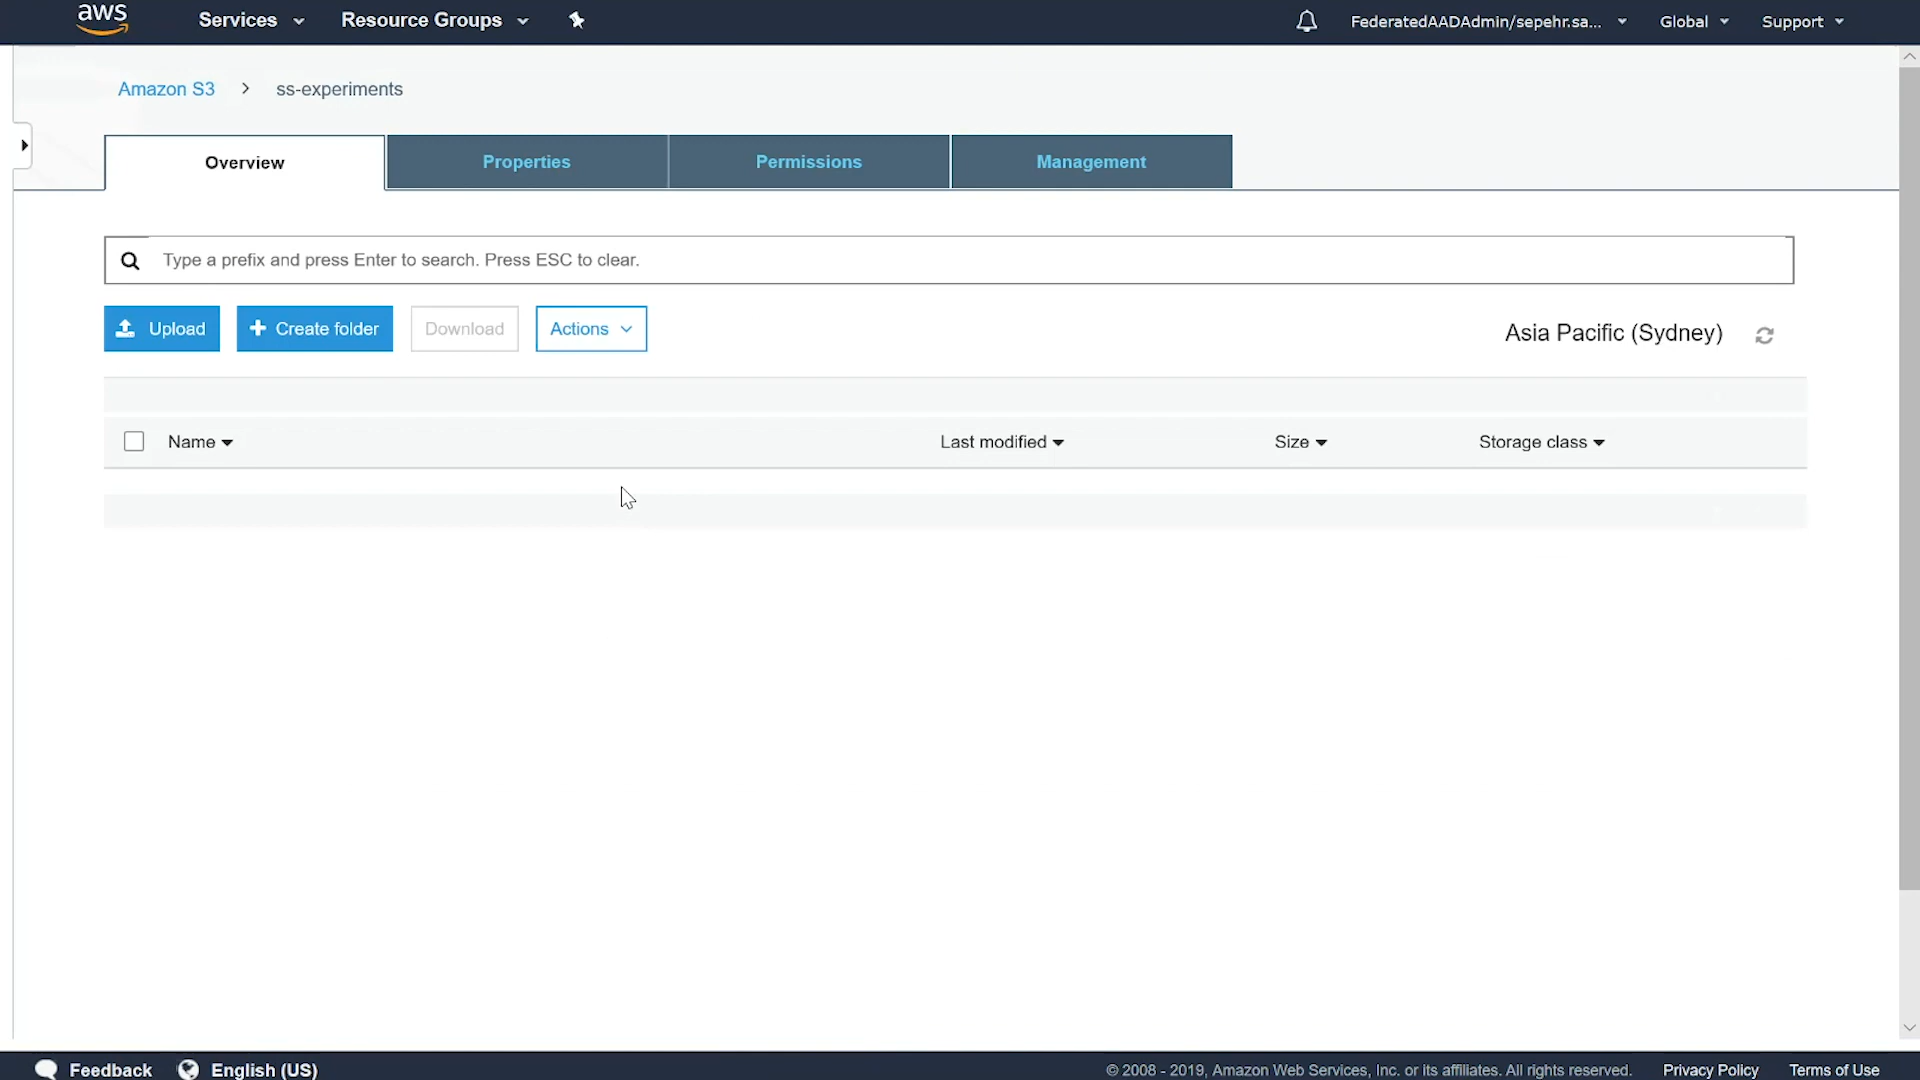 aws Services Resource Groups FederatedAADAdmin/sepehr.sa... Global Support
Amazon S3 > ss-experiments
Overview Properties Permissions Management
Type a prefix and press Enter to search. Press ESC to clear.
Upload + Create folder Download Actions Asia Pacific (Sydney)
Name Last modified Size Storage class
Feedback English (US) © 2008 - 2019, Amazon Web Services, Inc. or its affiliates. All rights reserved. Privacy Policy Terms of Use